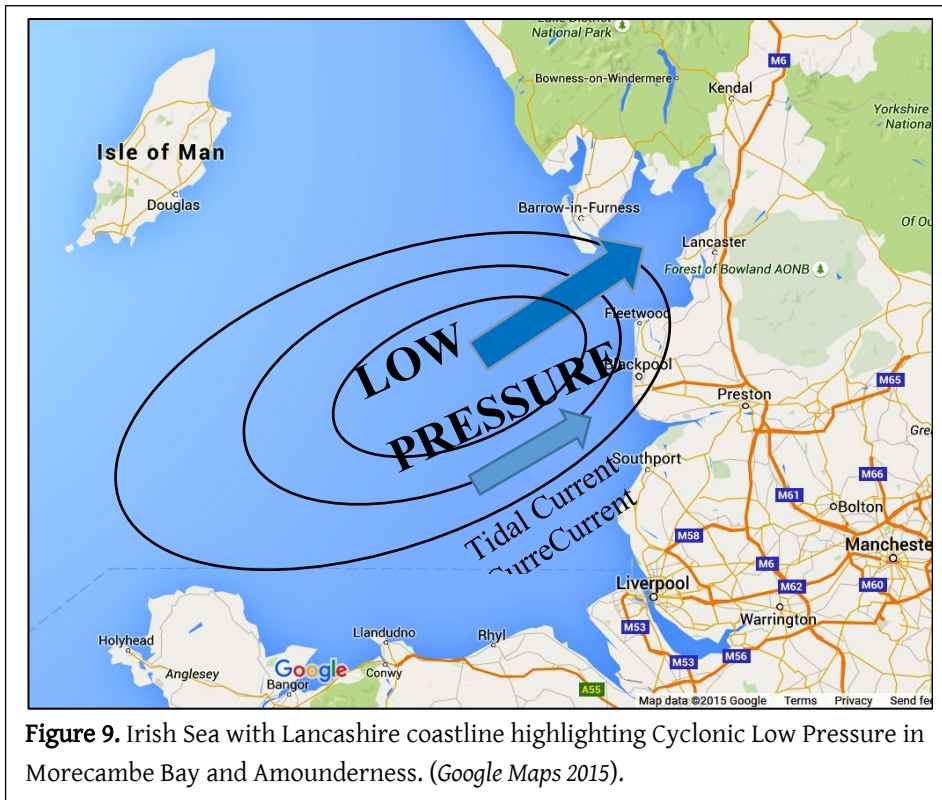 Lake District
National Park
M6
Bowness-on-Windermere
Kendal
Yorkshire
Nationa
Isle of Man
Douglas
Barrow-in-Furness
Lancaster
Of Ou
Forest of Bowland AONB
Fleetwood
LOW
PRESSURE
Blackpool
M65
Preston
Grea
Southport
Tidal Current
CurreCurrent
M66
M61
Bolton
M58
Mancheste
M6
Liverpool
M62
M60
Warrington
M53
M56
M53
Holyhead
Llandudno
Rhyl
Anglesey
Google
Conwy
Bangor
A55
Map data ©2015 Google Terms Privacy Send fee
Figure 9. Irish Sea with Lancashire coastline highlighting Cyclonic Low Pressure in
Morecambe Bay and Amounderness. (Google Maps 2015).